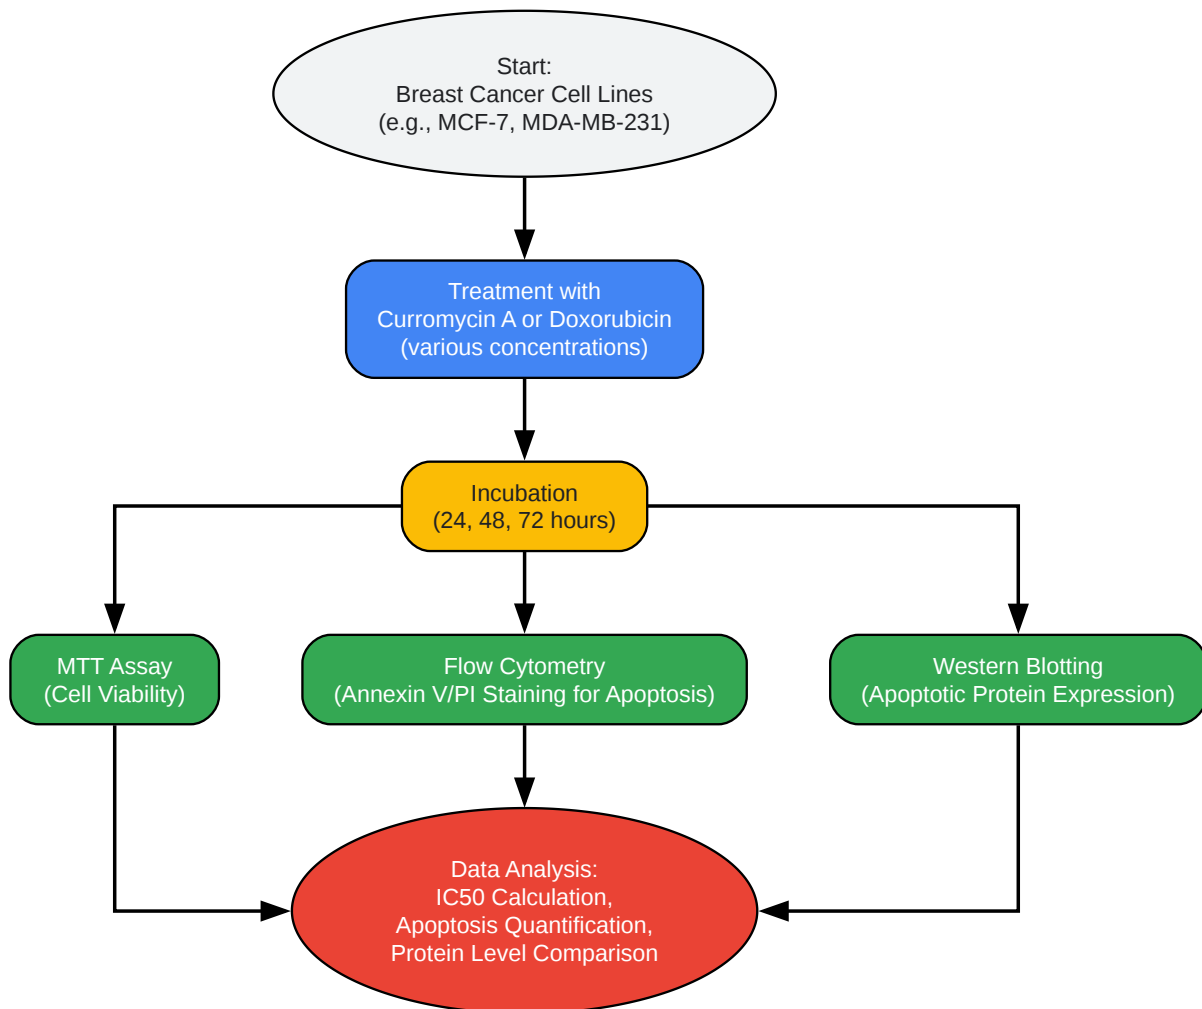 Start:
Breast Cancer Cell Lines
(e.g., MCF-7, MDA-MB-231)
Treatment with
Curromycin A or Doxorubicin
(various concentrations)
Incubation
(24, 48, 72 hours)
MTT Assay
(Cell Viability)
Flow Cytometry
(Annexin V/PI Staining for Apoptosis)
Western Blotting
(Apoptotic Protein Expression)
Data Analysis:
IC50 Calculation,
Apoptosis Quantification,
Protein Level Comparison